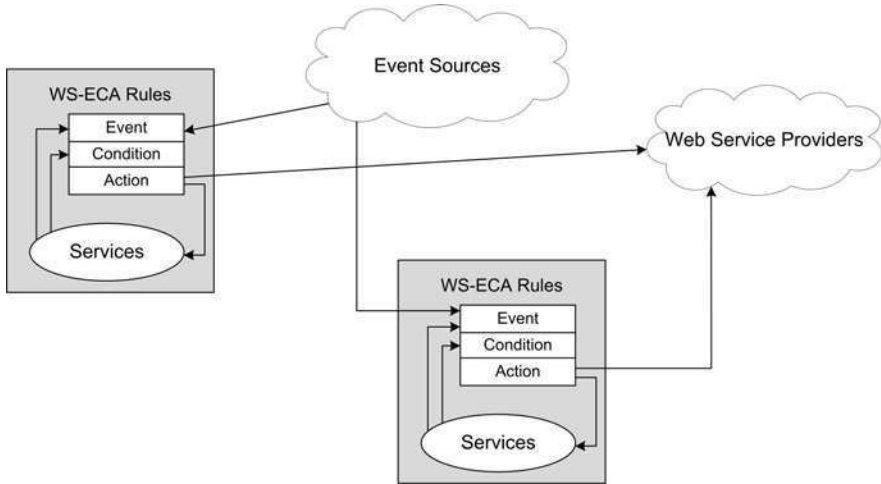 Event Sources
WS-ECA Rules
Event
Condition
Action
Services
Web Service Providers
WS-ECA Rules
Event
Condition
Action
Services